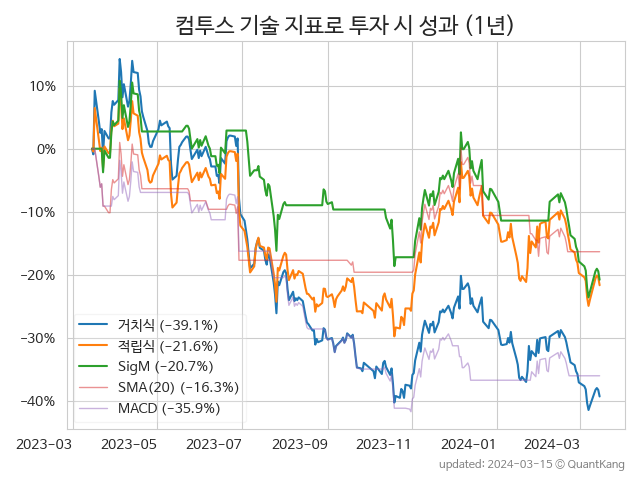 컴투스 기술 지표로 투자 시 성과 (1년)
10%
0%
−10%
−20%
−30%
−40%
거치식 (−39.1%)
적립식 (−21.6%)
SigM (−20.7%)
SMA(20) (−16.3%)
MACD (−35.9%)
2023−03
2023−05
2023−07
2023−09
2023−11
2024−01
2024−03
updated: 2024−03−15 © QuantKang